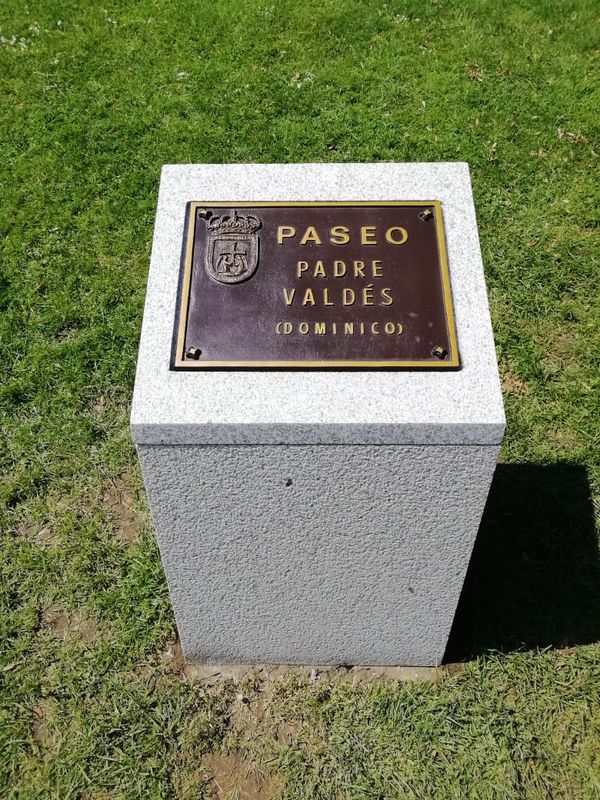 PASEO
PADRE
VALDÉS
(DOMINICO)